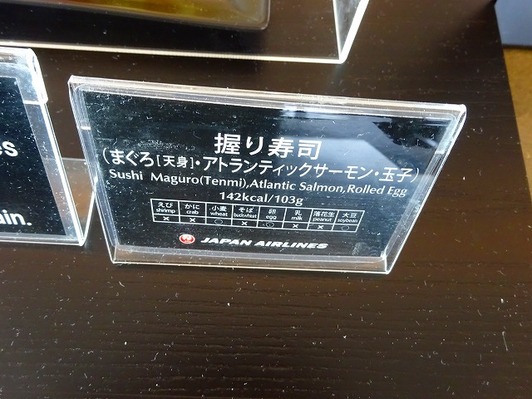 握り寿司
(まぐろ[天身]・アトランティックサーモン・玉子)
Sushi Maguro(Tenmi),Atlantic Salmon,Rolled Egg
142kcal/103g
えび かに 小麦 そば 卵 乳 落花生 大豆
shrimp crab wheat buckwheat egg milk peanut soybean
× × ○ × ○ × × ○
JAPAN AIRLINES
es
in.